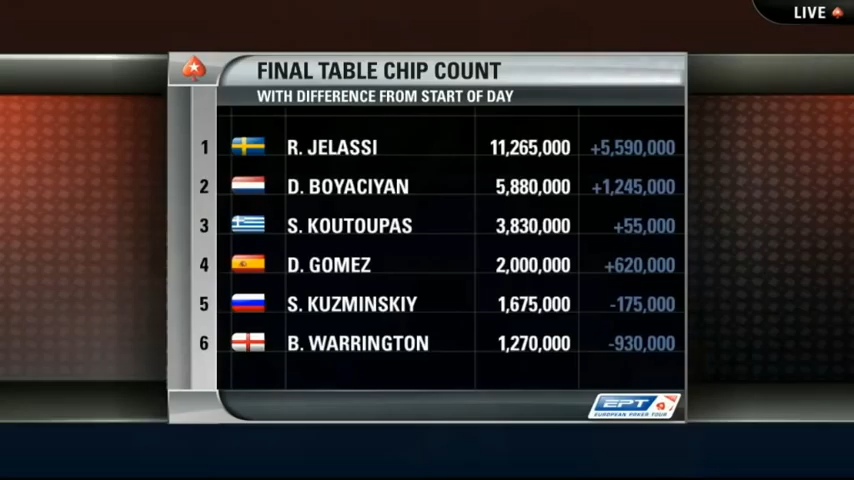 LIVE
FINAL TABLE CHIP COUNT
WITH DIFFERENCE FROM START OF DAY
1 R. JELASSI 11,265,000 +5,590,000
2 D. BOYACIYAN 5,880,000 +1,245,000
3 S. KOUTOUPAS 3,830,000 +55,000
4 D. GOMEZ 2,000,000 +620,000
5 S. KUZMINSKIY 1,675,000 -175,000
6 B. WARRINGTON 1,270,000 -930,000
EPT
EUROPEAN POKER TOUR